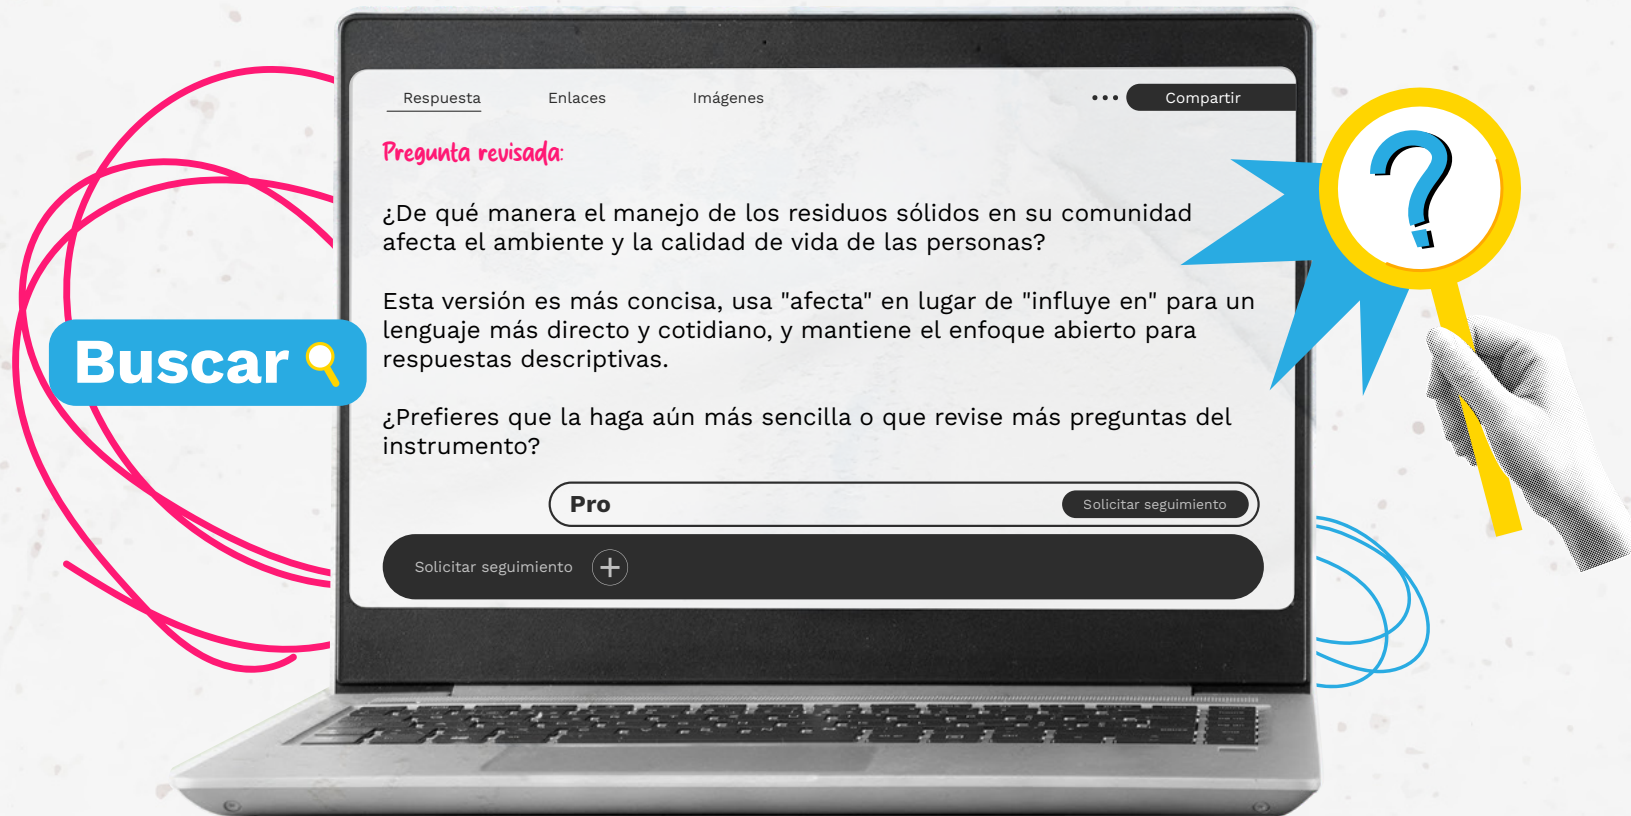 Respuesta
Enlaces
Imágenes
Compartir
Pregunta revisada:
¿De qué manera el manejo de los residuos sólidos en su comunidad
afecta el ambiente y la calidad de vida de las personas?
Esta versión es más concisa, usa "afecta" en lugar de "influye en" para un
lenguaje más directo y cotidiano, y mantiene el enfoque abierto para
respuestas descriptivas.
Buscar
¿Prefieres que la haga aún más sencilla o que revise más preguntas del
instrumento?
Pro
Solicitar seguimiento
Solicitar seguimiento
?